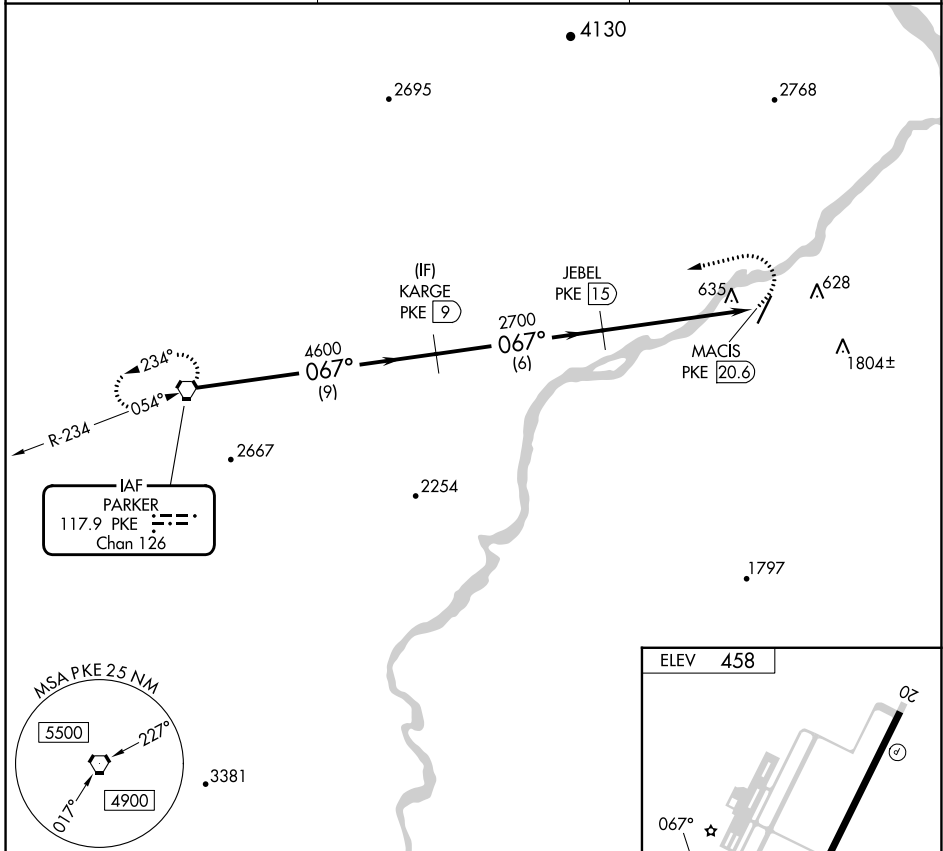 4130
2695
2768
(IF)
KARGE
PKE 9
JEBEL
PKE 15
635
628
2700
067°
(6)
4600
067°
(9)
MACIS
PKE 20.6
1804±
234°
054°
R-234
2667
2254
IAF
PARKER
117.9 PKE
Chan 126
1797
MSA PKE 25 NM
5500
227°
4900
017°
3381
ELEV 458
20
P
067°